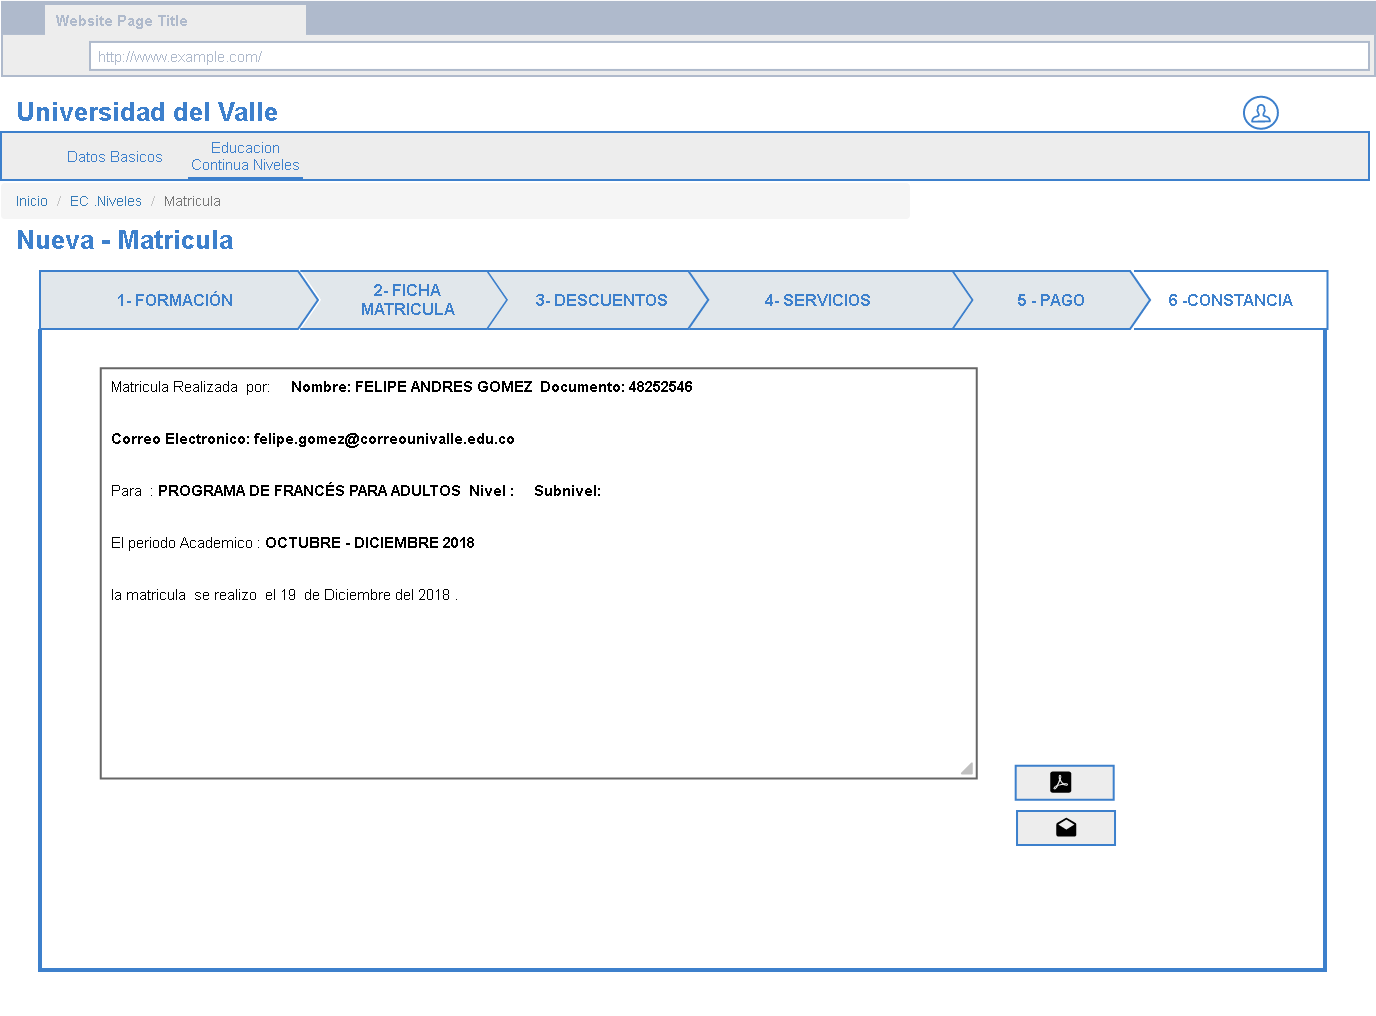 Website Page Title
http://www.example.com/
Universidad del Valle
Datos Basicos
Educacion
Continua Niveles
Inicio / EC .Niveles / Matricula
Nueva - Matricula
1- FORMACIÓN
2- FICHA
MATRICULA
3- DESCUENTOS
4- SERVICIOS
5 - PAGO
6 -CONSTANCIA
Matricula Realizada por: Nombre: FELIPE ANDRES GOMEZ Documento: 48252546
Correo Electronico: felipe.gomez@correounivalle.edu.co
Para : PROGRAMA DE FRANCÉS PARA ADULTOS Nivel : Subnivel:
El periodo Academico : OCTUBRE - DICIEMBRE 2018
la matricula se realizo el 19 de Diciembre del 2018 .